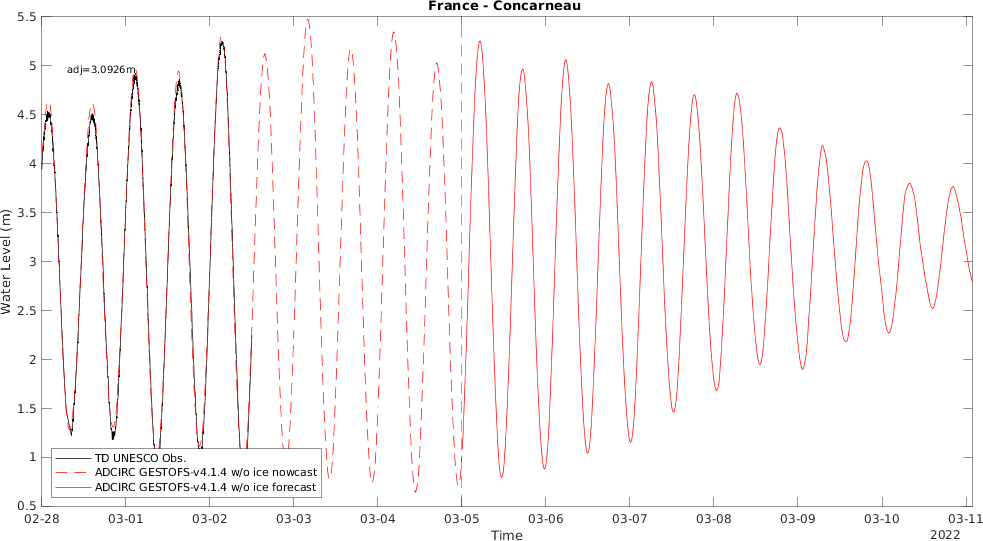 France - Concarneau
adj=3.0926m
5.5
5
4.5
4
3.5
3
2.5
2
1.5
1
0.5
Water Level (m)
TD UNESCO Obs.
ADCIRC GESTOFS-v4.1.4 w/o ice nowcast
ADCIRC GESTOFS-v4.1.4 w/o ice forecast
02-28 03-01 03-02 03-03 03-04 03-05 03-06 03-07 03-08 03-09 03-10 03-11
Time
2022